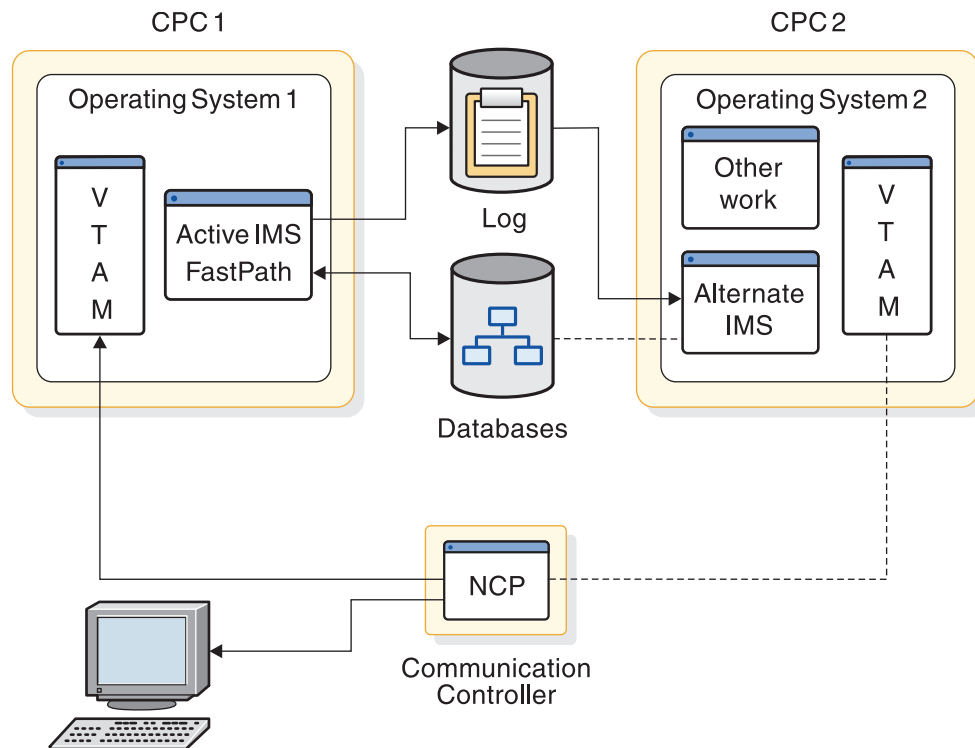 CPC 1
CPC 2
Operating System 1
V
T
A
M
Active IMS
FastPath
Log
Databases
Operating System 2
Other
work
Alternate
IMS
V
T
A
M
NCP
Communication
Controller